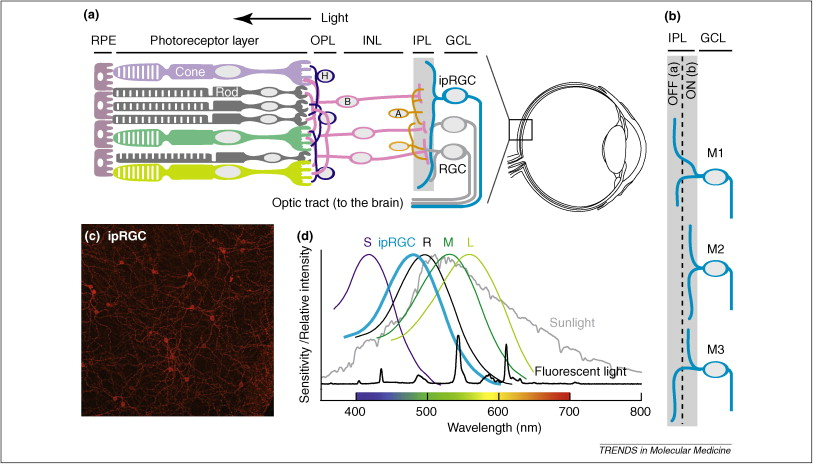 (a)
Light
RPE Photoreceptor layer OPL INL IPL GCL
Cone
H
ipRGC
Rod
B
A
RGC
Optic tract (to the brain)
(b)
IPL GCL
OFF (a)
ON (b)
M1
M2
M3
(c) ipRGC
(d)
S ipRGC R M L
Sensitivity /Relative intensity
Sunlight
Fluorescent light
400 500 600 700 800
Wavelength (nm)
TRENDS in Molecular Medicine